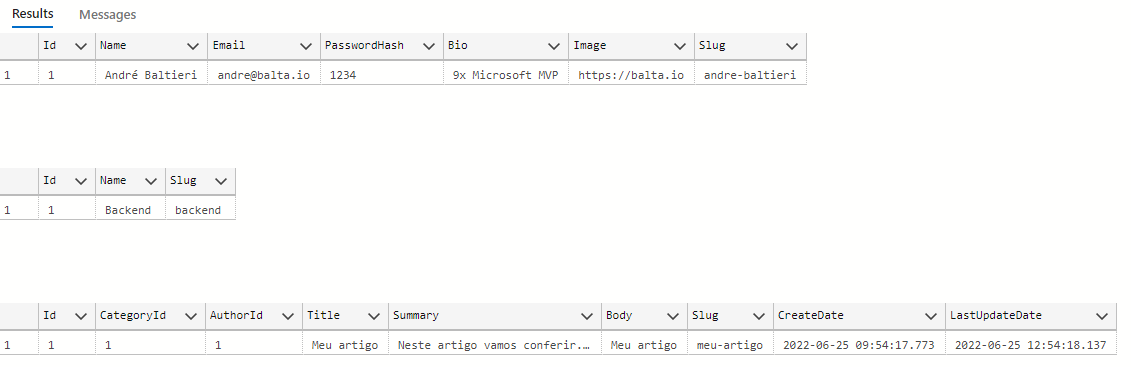 Results Messages
Id Name Email PasswordHash Bio Image Slug
1 1 André Baltieri andre@balta.io 1234 9x Microsoft MVP https://balta.io andre-baltieri
Id Name Slug
1 1 Backend backend
Id CategoryId AuthorId Title Summary Body Slug CreateDate LastUpdateDate
1 1 1 1 Meu artigo Neste artigo vamos conferir.… Meu artigo meu-artigo 2022-06-25 09:54:17.773 2022-06-25 12:54:18.137